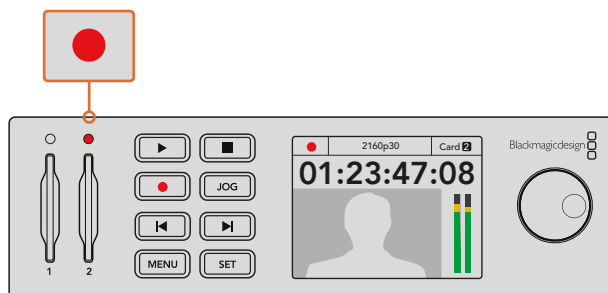 2160p30 Card 2
01:23:47:08
Blackmagicdesign
JOG
MENU SET
1 2